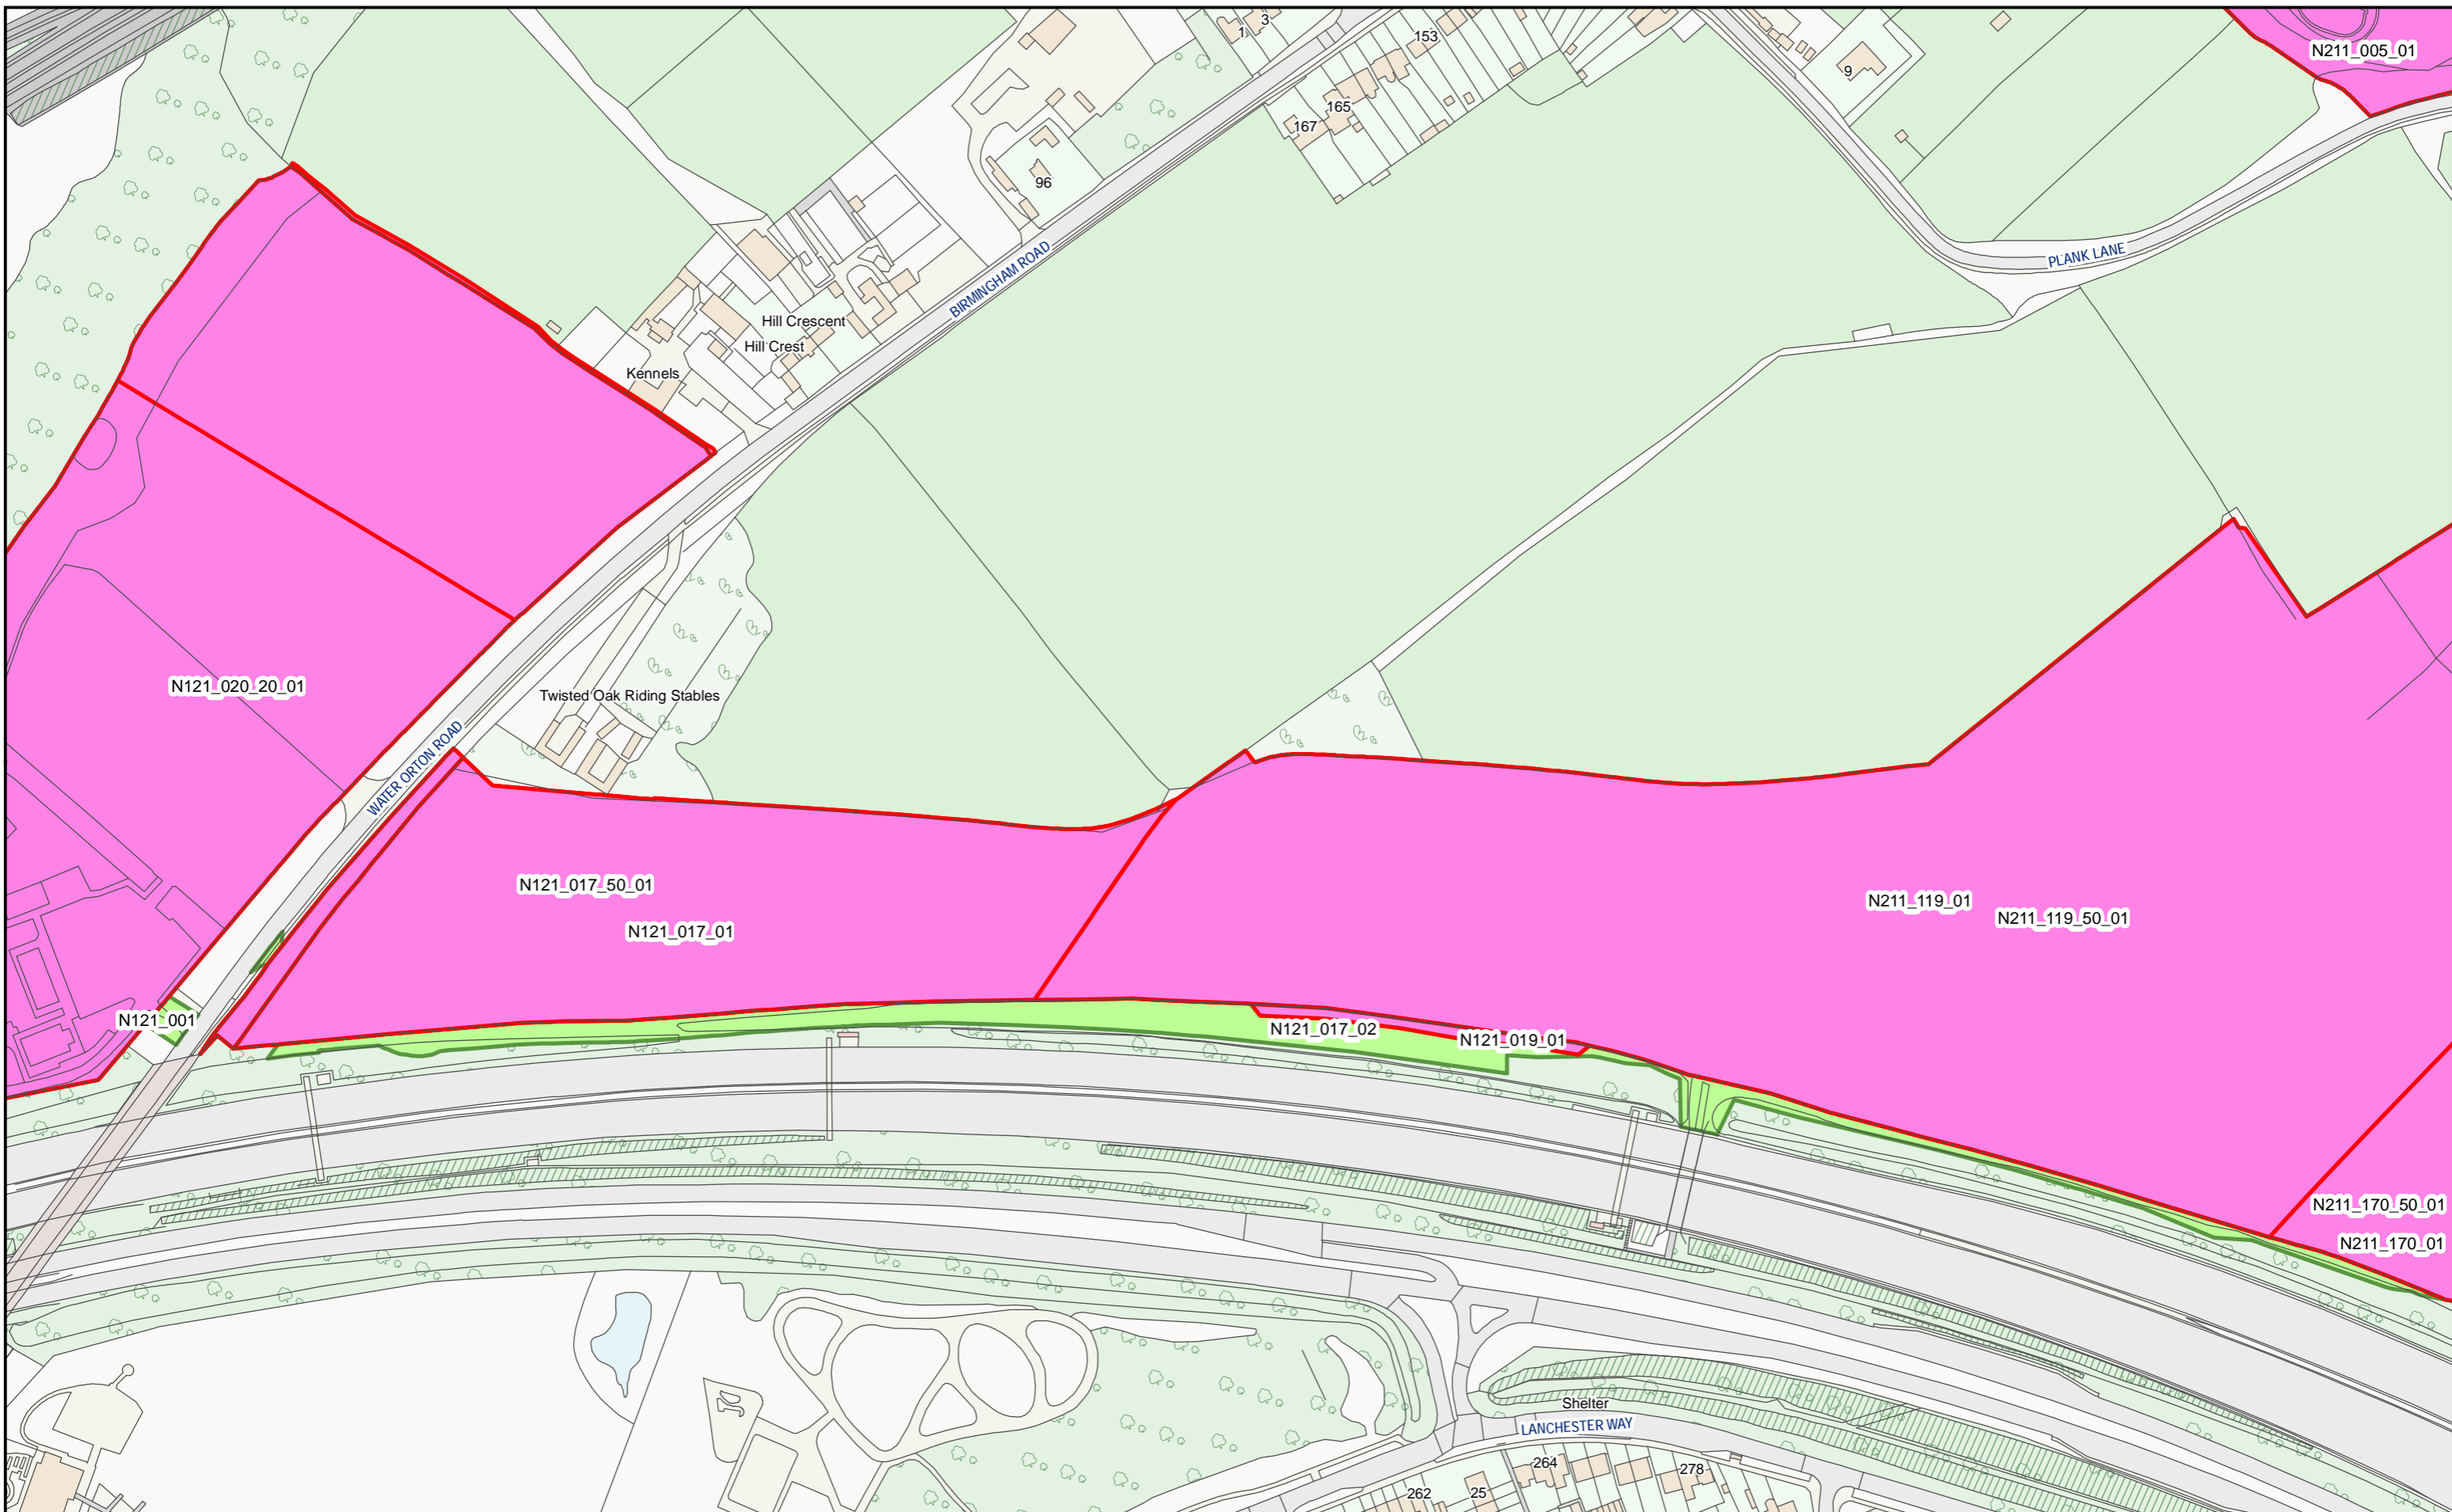 3
1
153
N211_005_01
9
165
167
96
BIRMINGHAM ROAD
PLANK LANE
Hill Crescent
Hill Crest
Kennels
N121_020_20_01
Twisted Oak Riding Stables
WATER ORTON ROAD
N121_017_50_01
N211_119_01
N211_119_50_01
N121_017_01
N121_001
N121_017_02
N121_019_01
N211_170_50_01
N211_170_01
Shelter
LANCHESTER WAY
264
278
262
25